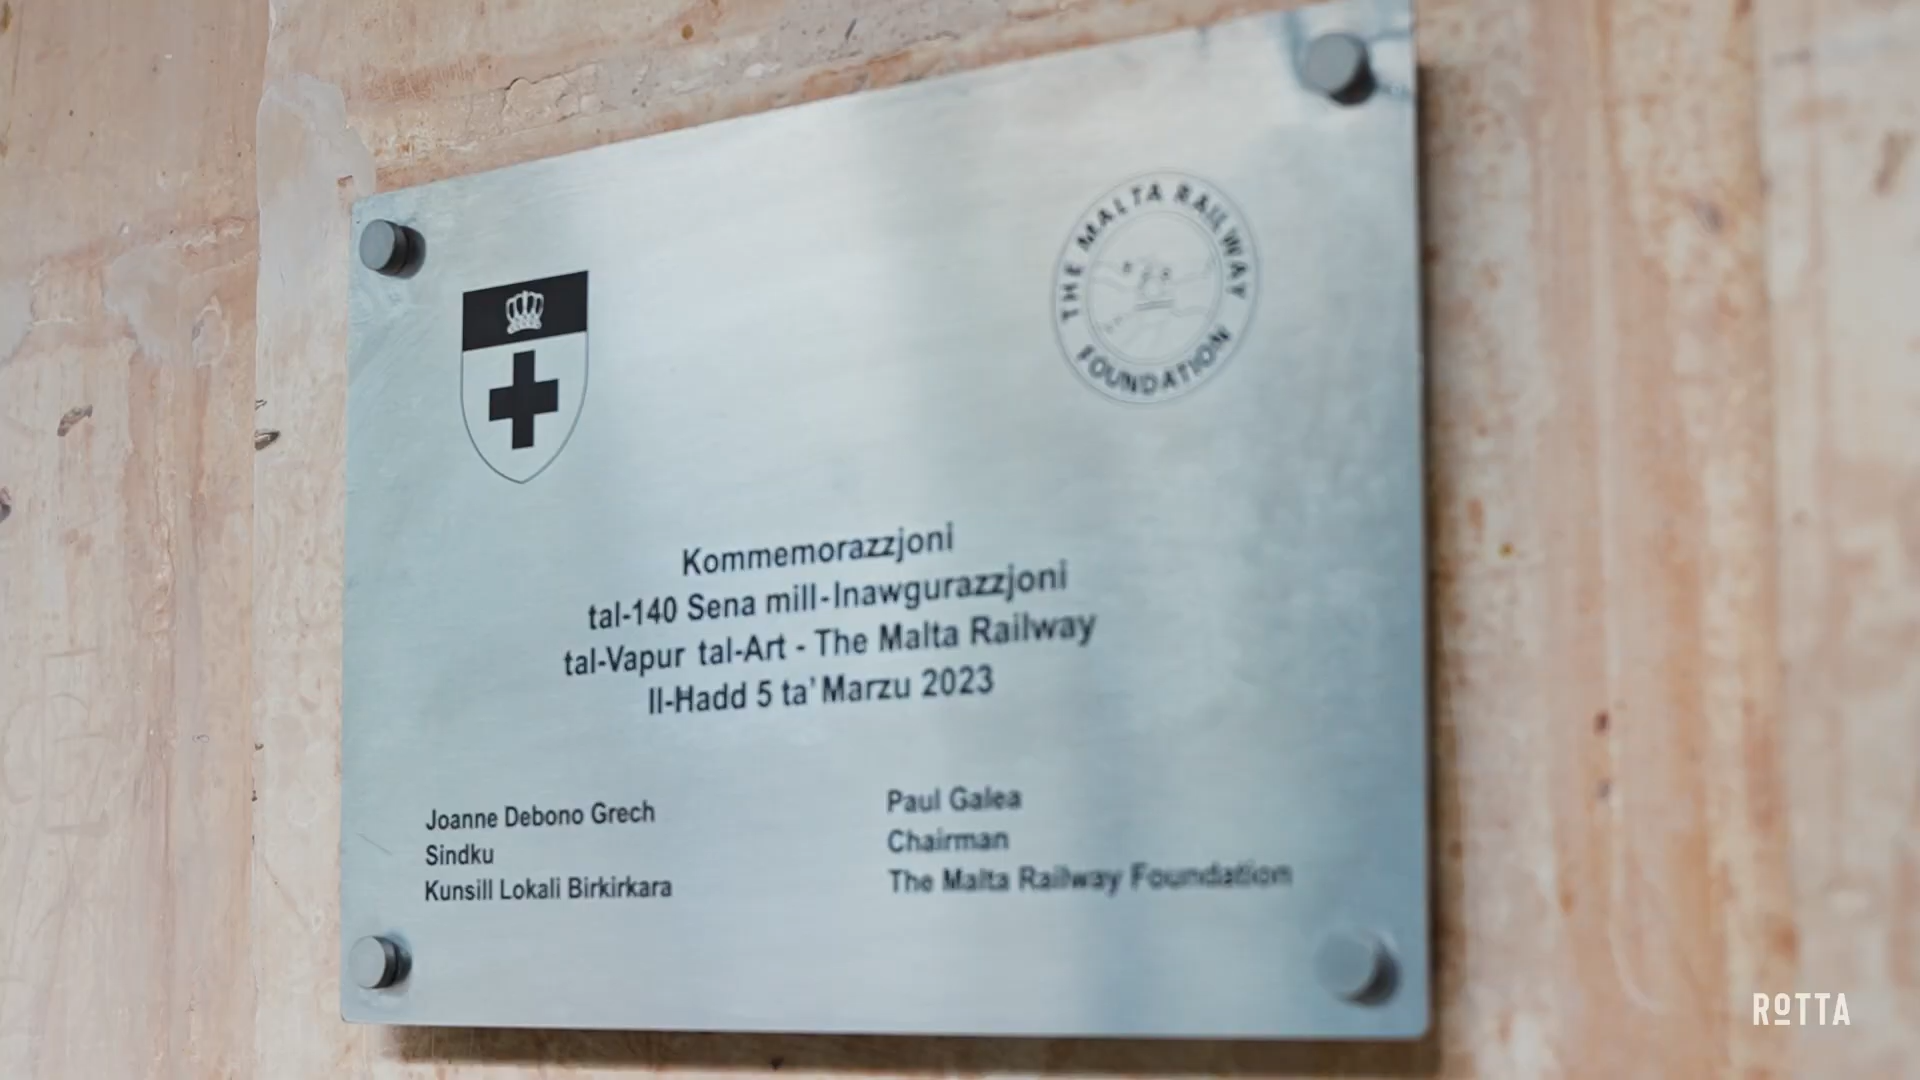 THE MALTA RAILWAY
FOUNDATION
Kommemorazzjoni
tal-140 Sena mill-Inawgurazzjoni
tal-Vapur tal-Art - The Malta Railway
Il-Hadd 5 ta' Marzu 2023
Joanne Debono Grech
Sindku
Kunsill Lokali Birkirkara
Paul Galea
Chairman
The Malta Railway Foundation
ROTTA